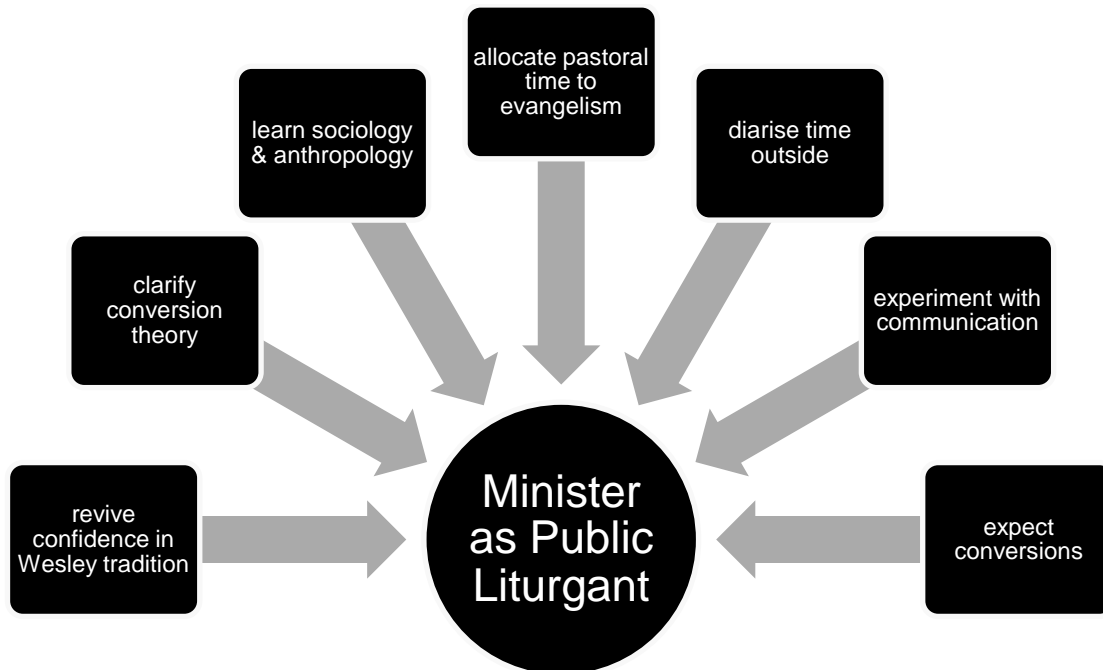 allocate pastoral
time to
evangelism
learn sociology
& anthropology
diarise time
outside
clarify
conversion
theory
experiment with
communication
revive
confidence in
Wesley tradition
Minister
as Public
Liturgant
expect
conversions